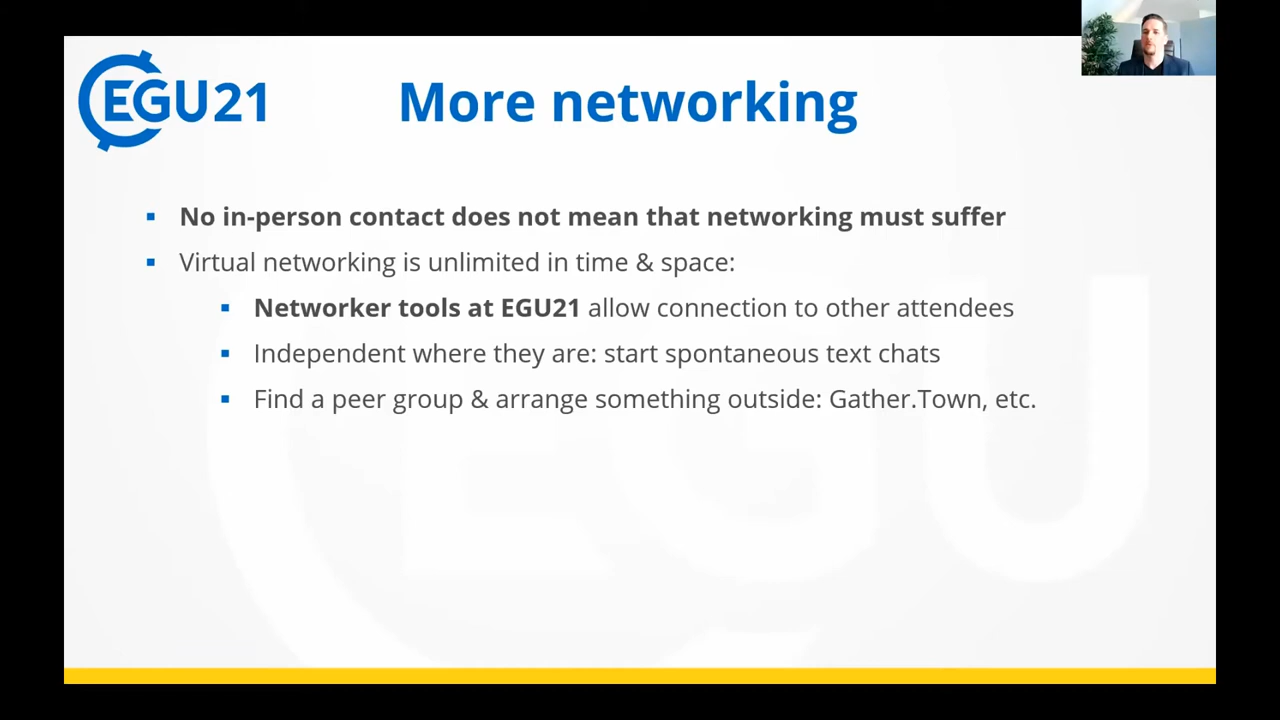 EGU21
More networking
No in-person contact does not mean that networking must suffer
Virtual networking is unlimited in time & space:
Networker tools at EGU21 allow connection to other attendees
Independent where they are: start spontaneous text chats
Find a peer group & arrange something outside: Gather.Town, etc.
EGU